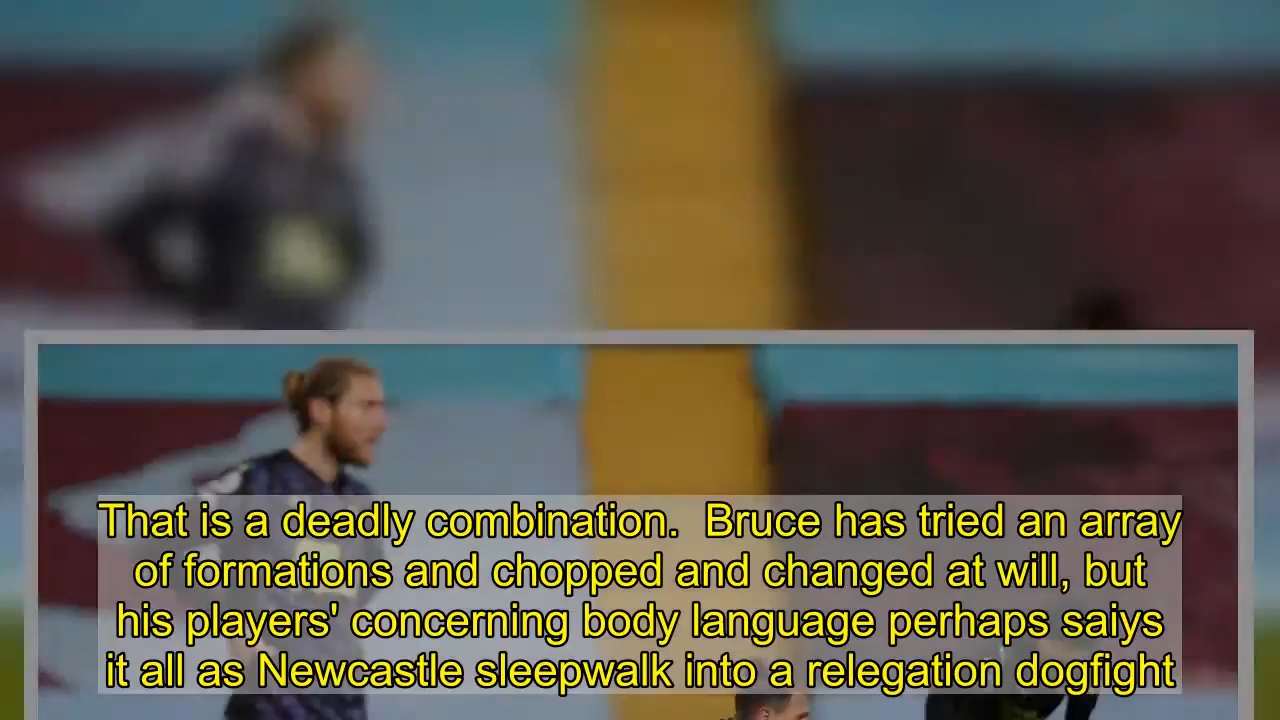 That is a deadly combination.  Bruce has tried an array
of formations and chopped and changed at will, but
his players' concerning body language perhaps saiys
it all as Newcastle sleepwalk into a relegation dogfight